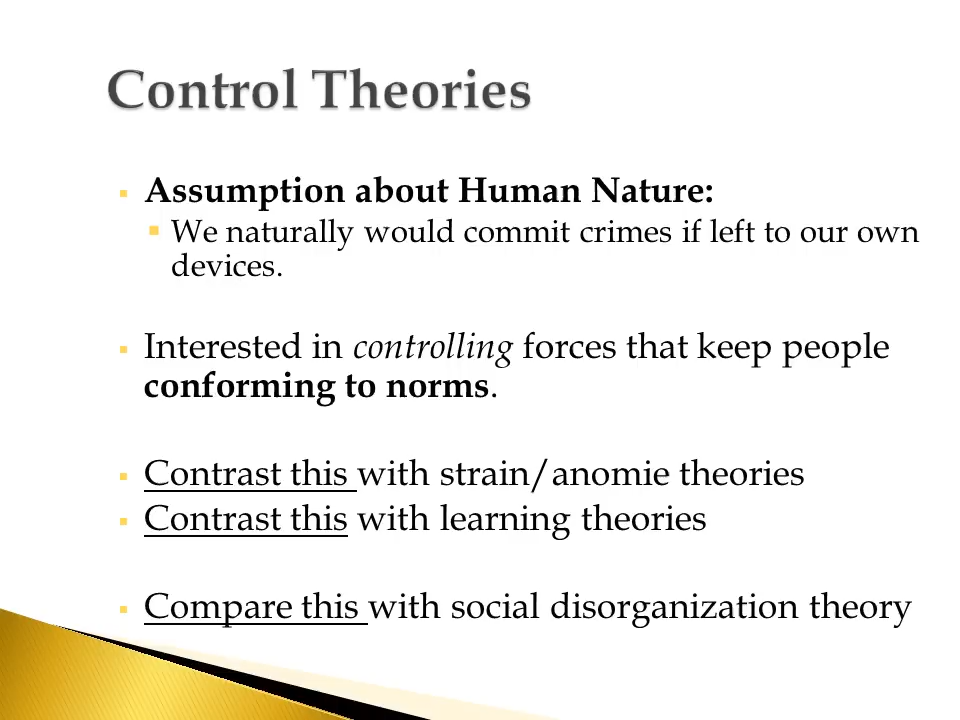 Control Theories
Assumption about Human Nature:
We naturally would commit crimes if left to our own
devices.
Interested in controlling forces that keep people
conforming to norms.
Contrast this with strain/anomie theories
Contrast this with learning theories
Compare this with social disorganization theory